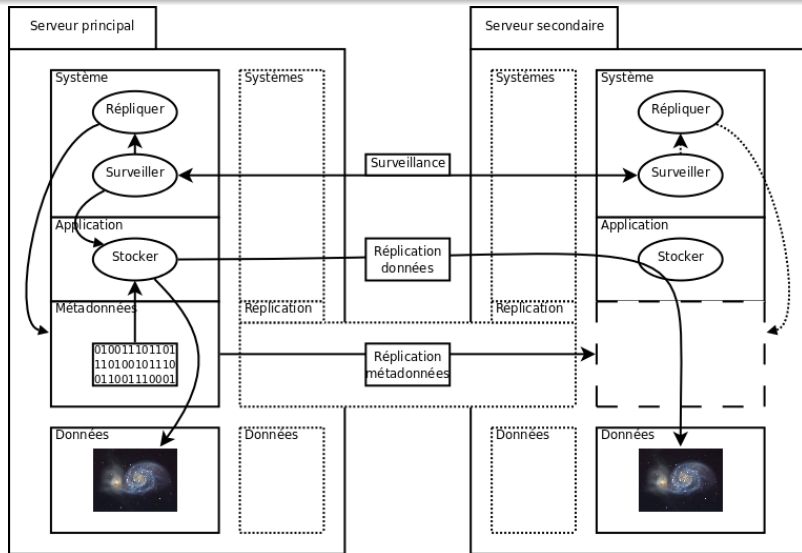 Serveur principal
Serveur secondaire
Système
Systèmes
Systèmes
Système
Répliquer
Répliquer
Surveillance
Surveiller
Surveiller
Application
Application
Stocker
Réplication
données
Stocker
Métadonnées
Réplication
Réplication
010011101101
110100101110
011001110001
Réplication
métadonnées
Données
Données
Données
Données